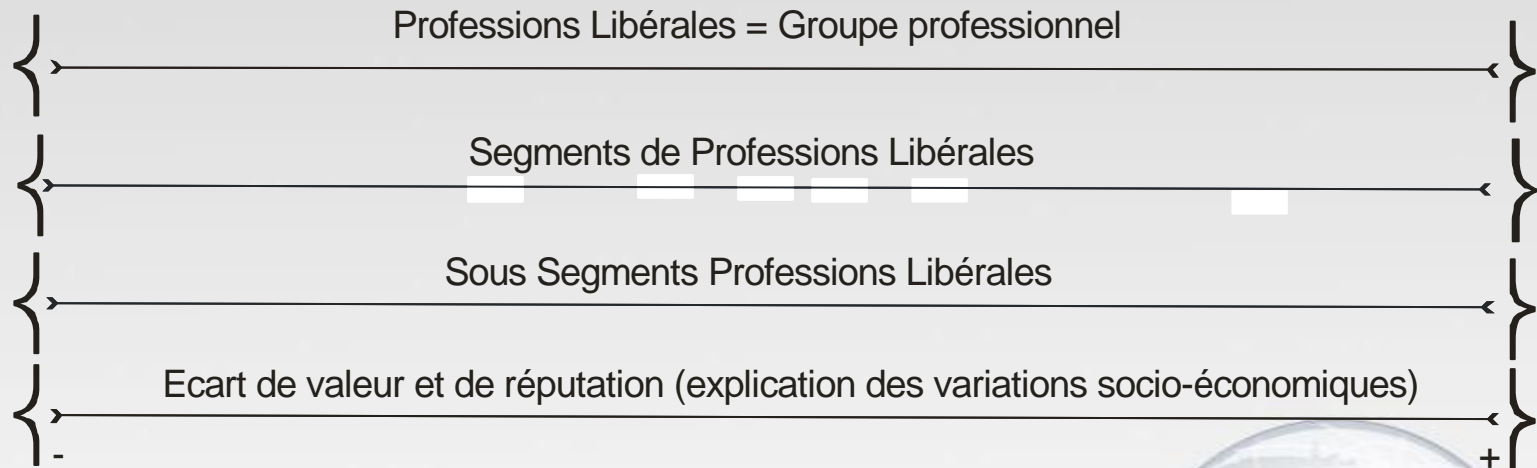 Professions Libérales = Groupe professionnel
Segments de Professions Libérales
Sous Segments Professions Libérales
Ecart de valeur et de réputation (explication des variations socio-économiques)
- +